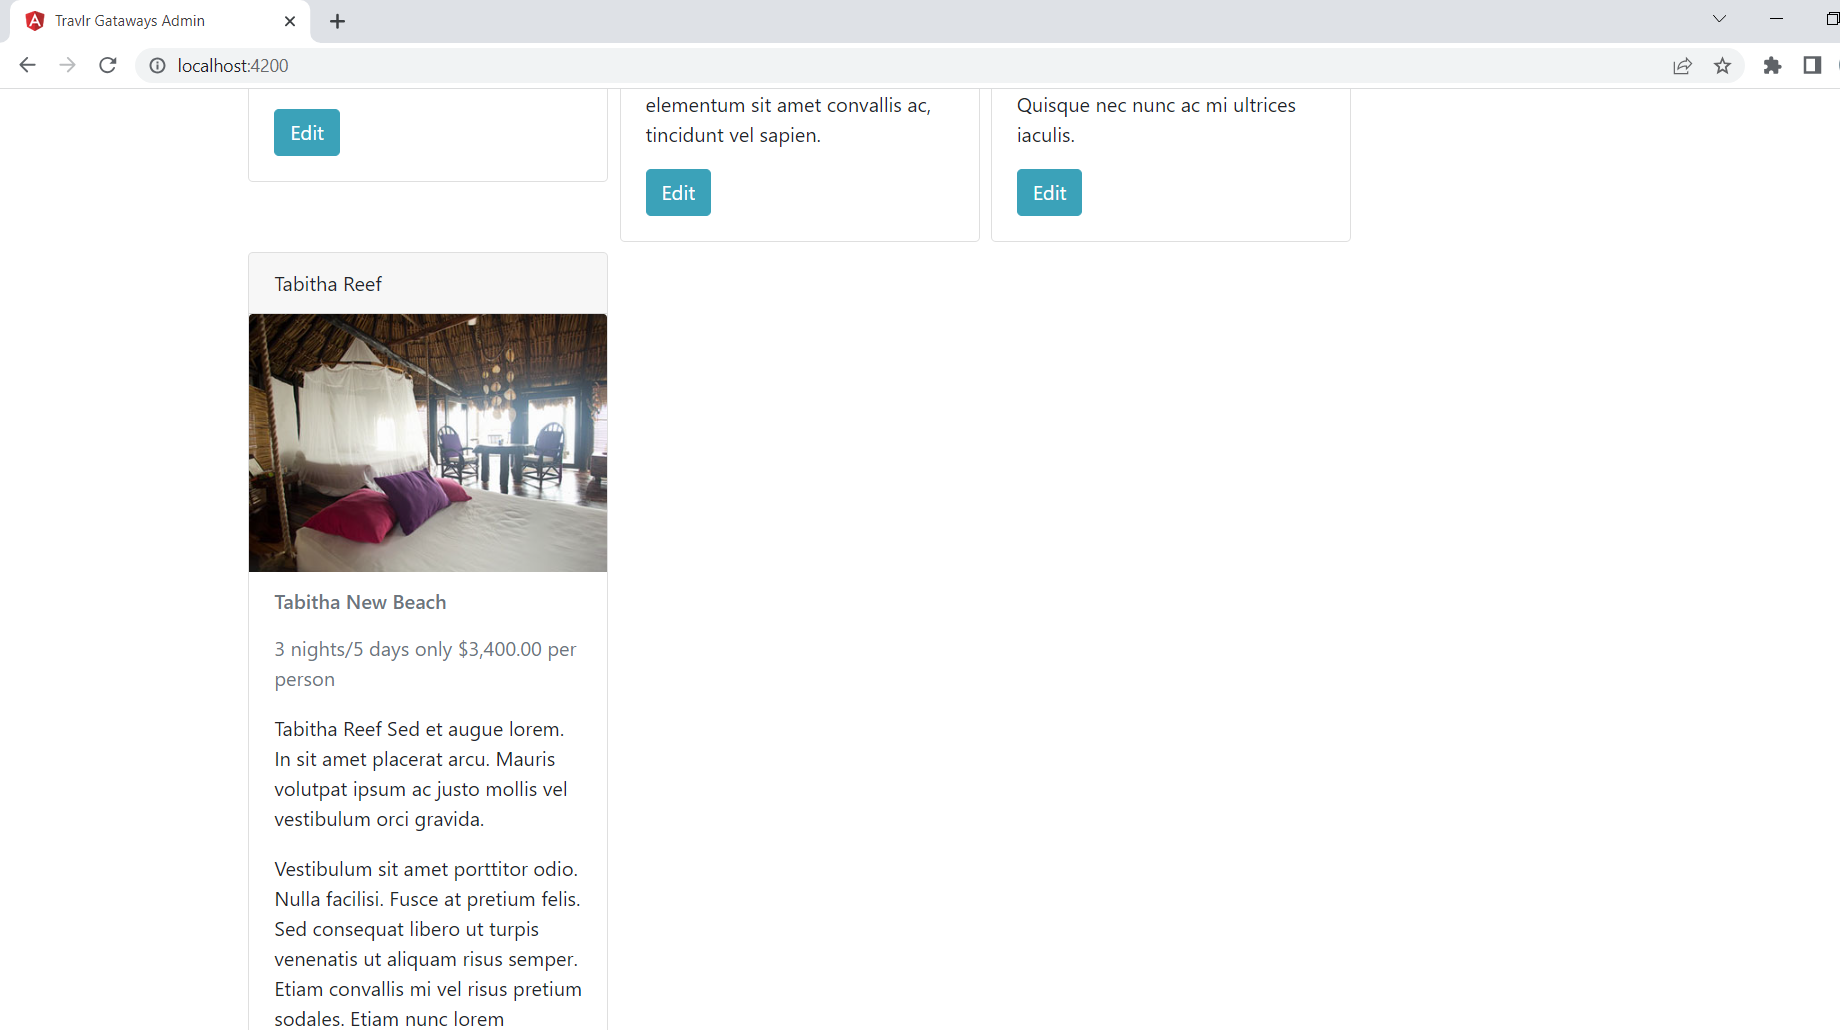 Travlr Gataways Admin
localhost:4200
Edit
elementum sit amet convallis ac,
tincidunt vel sapien.
Edit
Quisque nec nunc ac mi ultrices
iaculis.
Edit
Tabitha Reef
Tabitha New Beach
3 nights/5 days only $3,400.00 per
person
Tabitha Reef Sed et augue lorem.
In sit amet placerat arcu. Mauris
volutpat ipsum ac justo mollis vel
vestibulum orci gravida.
Vestibulum sit amet porttitor odio.
Nulla facilisi. Fusce at pretium felis.
Sed consequat libero ut turpis
venenatis ut aliquam risus semper.
Etiam convallis mi vel risus pretium
sodales. Etiam nunc lorem